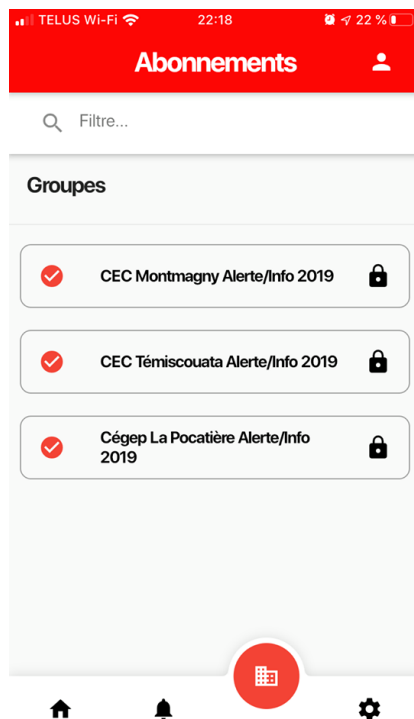 TELUS Wi-Fi 22:18 22 %
Abonnements
Filtre...
Groupes
CEC Montmagny Alerte/Info 2019
CEC Témiscouata Alerte/Info 2019
Cégep La Pocatière Alerte/Info
2019